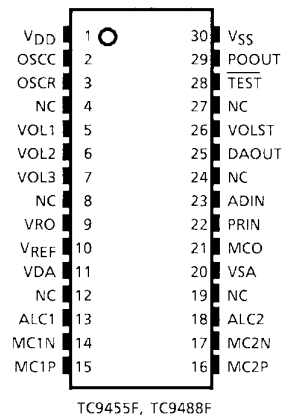 VDD 1 30 VSS
OSCC 2 29 POOUT
OSCR 3 28 TEST
NC 4 27 NC
VOL1 5 26 VOLST
VOL2 6 25 DAOUT
VOL3 7 24 NC
NC 8 23 ADIN
VRO 9 22 PRIN
VREF 10 21 MCO
VDA 11 20 VSA
NC 12 19 NC
ALC1 13 18 ALC2
MC1N 14 17 MC2N
MC1P 15 16 MC2P
TC9455F, TC9488F